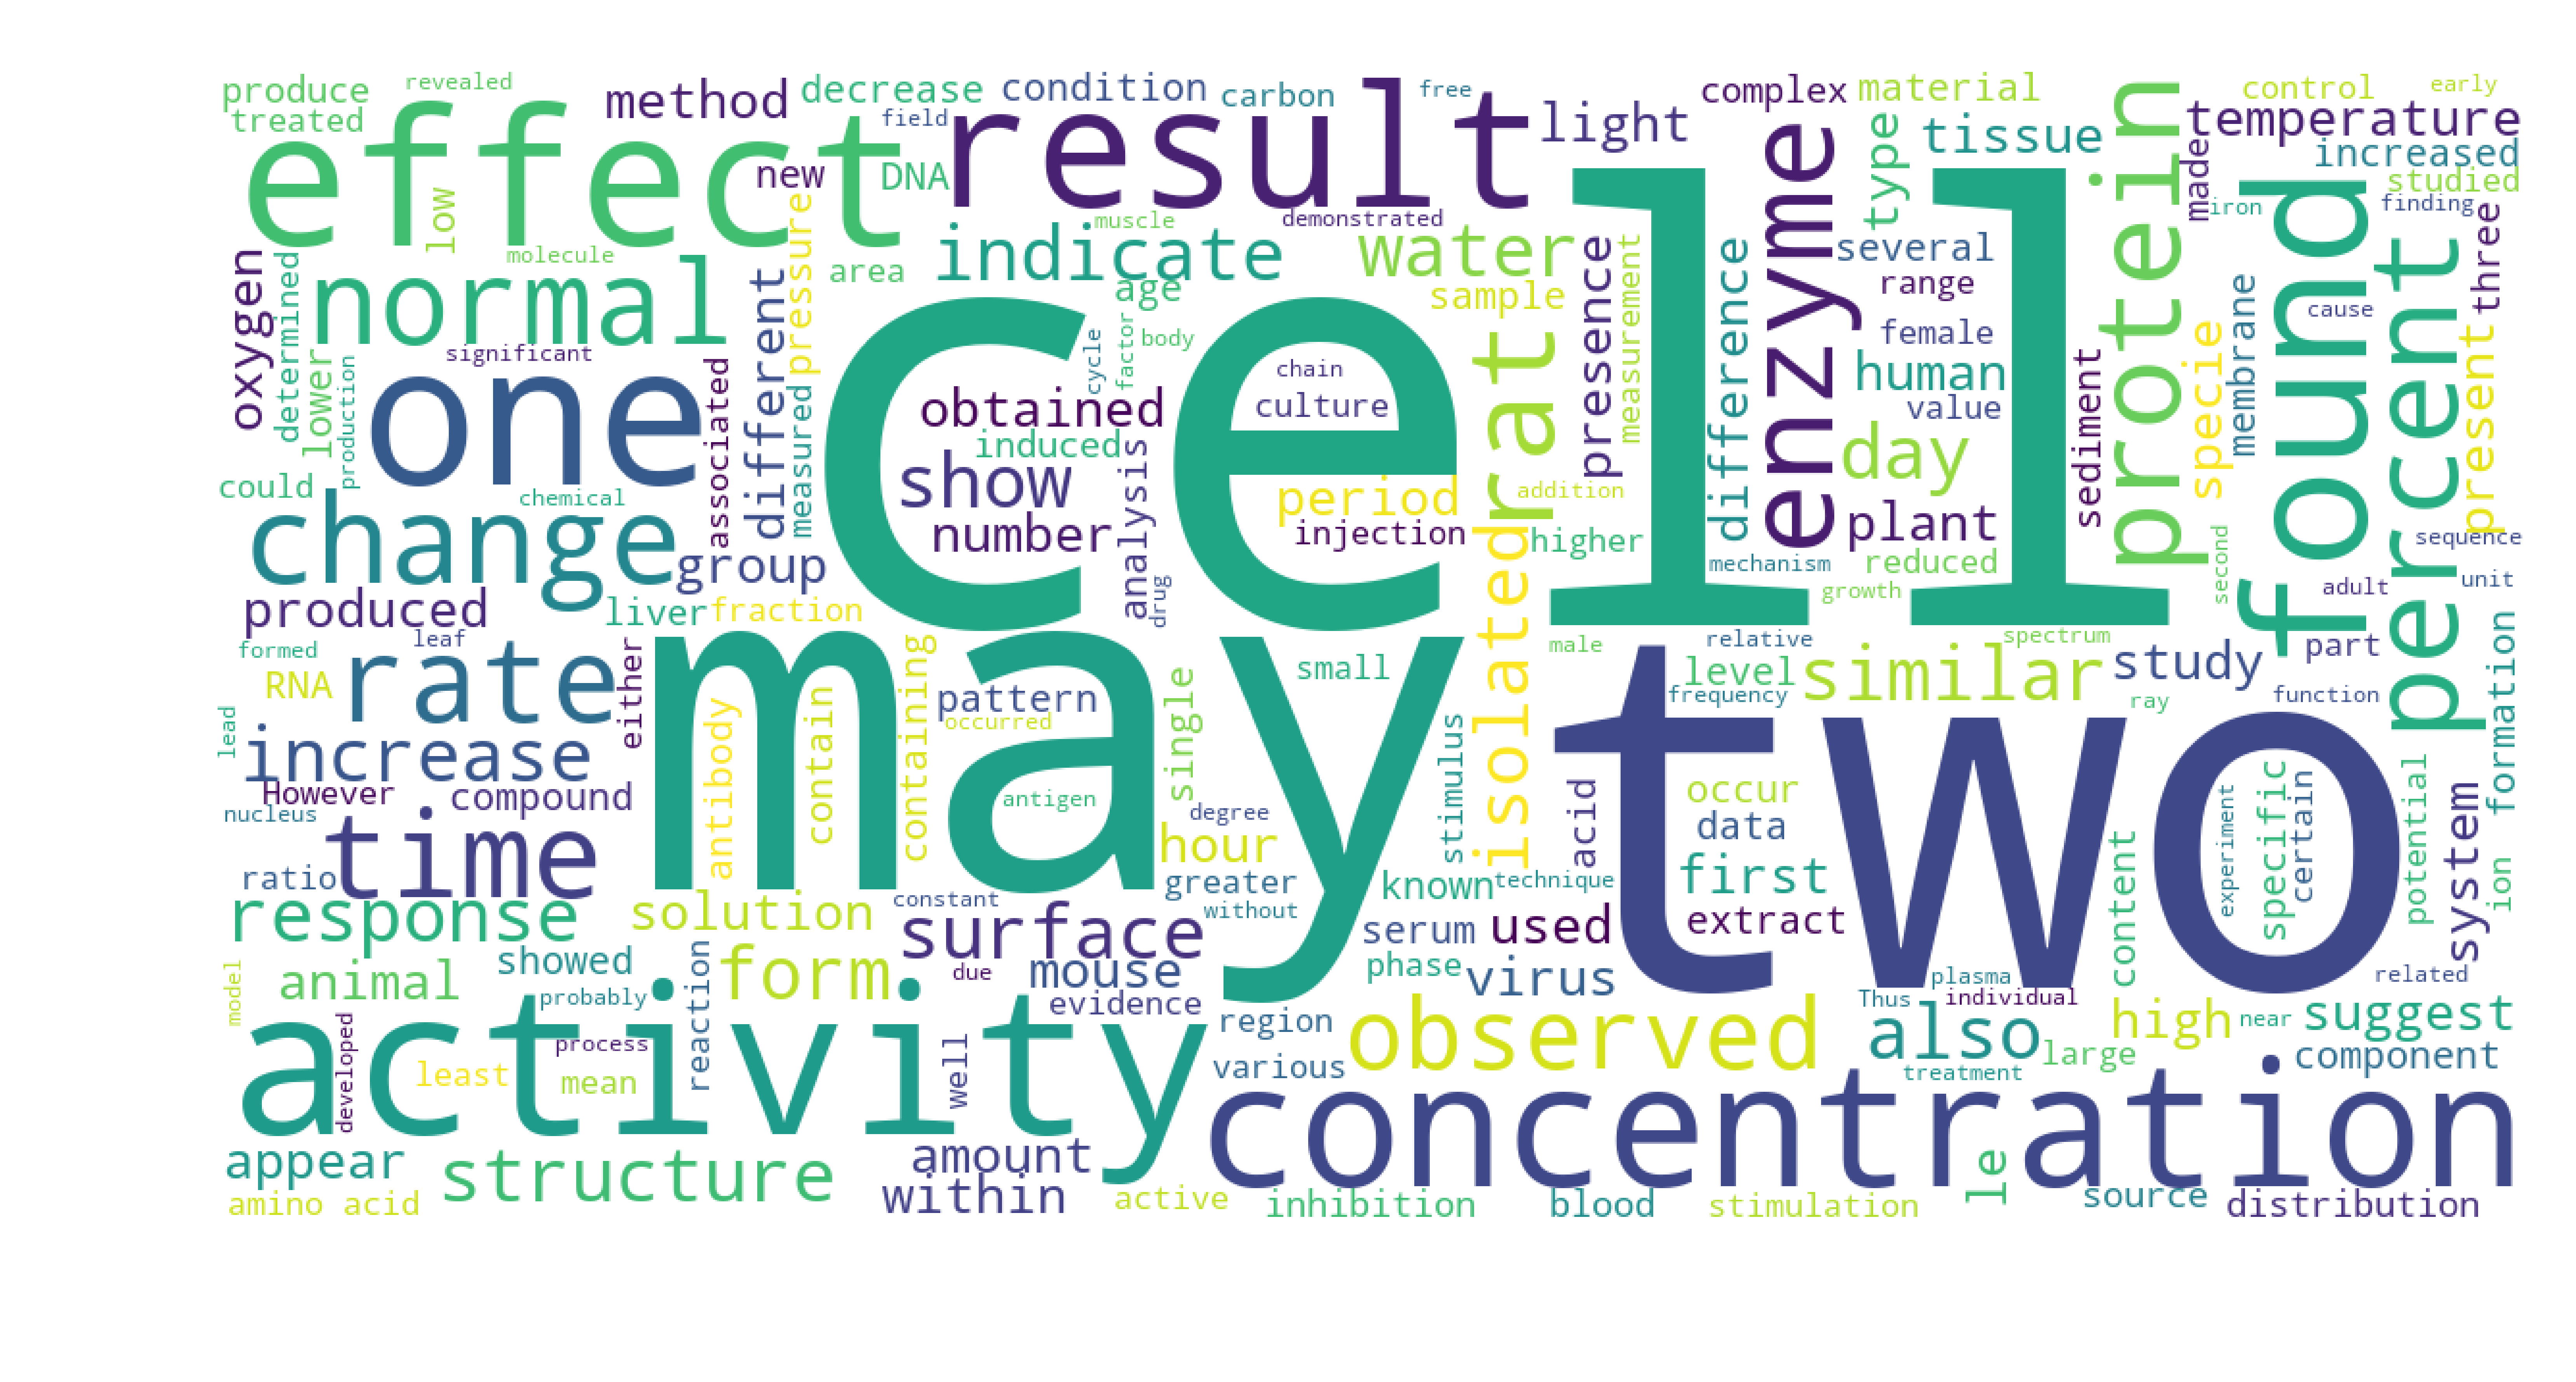 produce
revealed
method
decrease
condition
carbon
free
complex
material
control
early
treated
effect
field
result
light
enzyme
type
tissue
protein
temperature
made
increased
new
DNA
low
pressure
muscle
demonstrated
studied
iron
finding
three
found
percent
oxygen
molecule
determined
normal
different
area
indicate
age
water
sample
rat
presence
measurement
difference
several
range
female
human
value
specie
membrane
cause
present
cell
significant
lower
production
one
associated
measured
cycle
factor
body
chain
culture
obtained
induced
show
number
analysis
drug
period
injection
addition
isolated
higher
day
plant
reduced
mechanism
growth
sediment
second
sequence
adult
unit
could
chemical
change
group
produced
liver
fraction
formed
leaf
RNA
rate
either
lead
increase
However
compound
nucleus
time
ratio
may
antibody
contain
containing
pattern
occurred
antigen
single
small
degree
hour
greater
without
stimulus
male
relative
spectrum
level
similar
frequency
study
ray
part
function
formation
ion
two
occur
data
acid
first
extract
known
technique
serum
used
phase
virus
content
experiment
specific
certain
potential
system
response
solution
constant
surface
animal
showed
probably
reaction
form
due
mouse
evidence
model
developed
activity
process
least
mean
well
region
various
observed
plasma
Thus
individual
also
treatment
large
high
near
related
suggest
component
concentration
appear
structure
amount
within
amino acid
active
inhibition
blood
stimulation
le
source
distribution